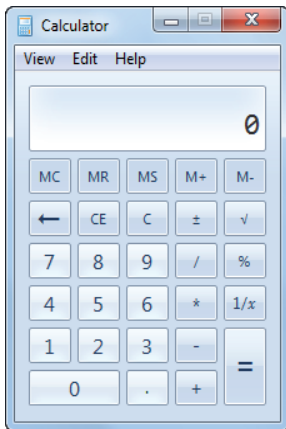 Calculator
View Edit Help
0
MC MR MS M+ M-
← CE C ± √
7 8 9 / %
4 5 6 * 1/x
1 2 3 - =
0 . +